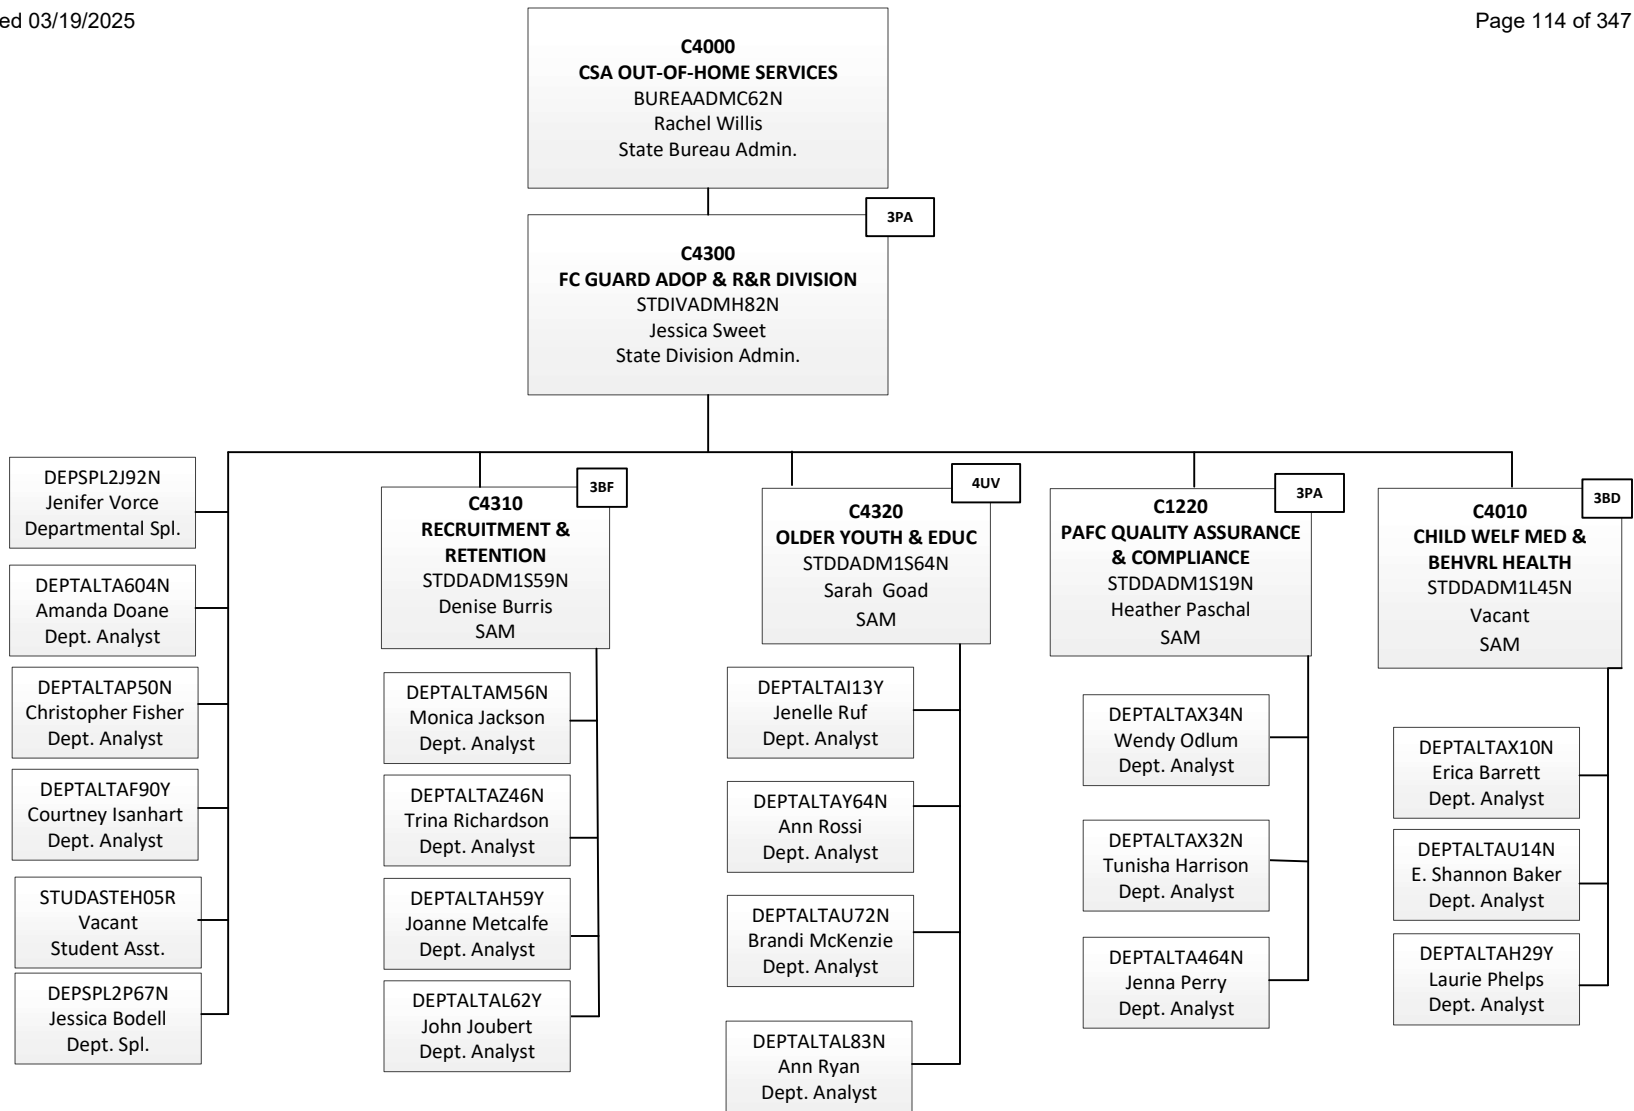 ed 03/19/2025
Page 114 of 347
C4000
CSA OUT-OF-HOME SERVICES
BUREAADMC62N
Rachel Willis
State Bureau Admin.
3PA
C4300
FC GUARD ADOP & R&R DIVISION
STDIVADMH82N
Jessica Sweet
State Division Admin.
DEPSPL2J92N
Jenifer Vorce
Departmental Spl.
DEPTALTA604N
Amanda Doane
Dept. Analyst
DEPTALTAP50N
Christopher Fisher
Dept. Analyst
DEPTALTAF90Y
Courtney Isanhart
Dept. Analyst
STUDASTEH05R
Vacant
Student Asst.
DEPSPL2P67N
Jessica Bodell
Dept. Spl.
3BF
C4310
RECRUITMENT &
RETENTION
STDDADM1S59N
Denise Burris
SAM
DEPTALTAM56N
Monica Jackson
Dept. Analyst
DEPTALTAZ46N
Trina Richardson
Dept. Analyst
DEPTALTAH59Y
Joanne Metcalfe
Dept. Analyst
DEPTALTAL62Y
John Joubert
Dept. Analyst
4UV
C4320
OLDER YOUTH & EDUC
STDDADM1S64N
Sarah  Goad
SAM
DEPTALTAI13Y
Jenelle Ruf
Dept. Analyst
DEPTALTAY64N
Ann Rossi
Dept. Analyst
DEPTALTAU72N
Brandi McKenzie
Dept. Analyst
DEPTALTAL83N
Ann Ryan
Dept. Analyst
3PA
C1220
PAFC QUALITY ASSURANCE
& COMPLIANCE
STDDADM1S19N
Heather Paschal
SAM
DEPTALTAX34N
Wendy Odlum
Dept. Analyst
DEPTALTAX32N
Tunisha Harrison
Dept. Analyst
DEPTALTA464N
Jenna Perry
Dept. Analyst
3BD
C4010
CHILD WELF MED &
BEHVRL HEALTH
STDDADM1L45N
Vacant
SAM
DEPTALTAX10N
Erica Barrett
Dept. Analyst
DEPTALTAU14N
E. Shannon Baker
Dept. Analyst
DEPTALTAH29Y
Laurie Phelps
Dept. Analyst